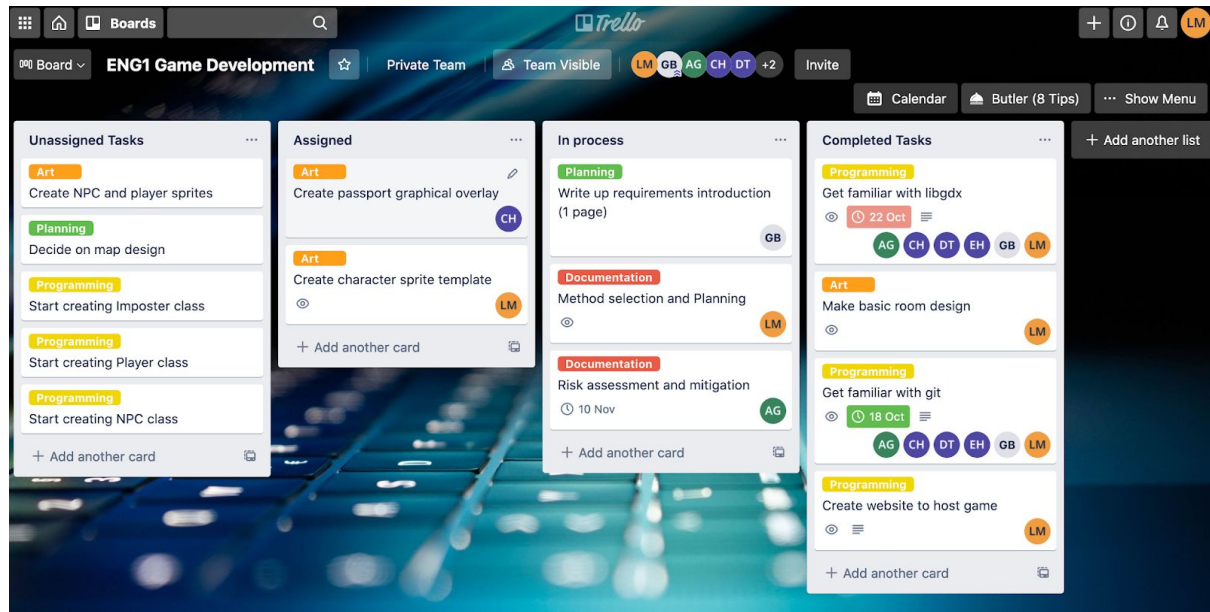 Boards
Trello
LM
Board
ENG1 Game Development
Private Team
Team Visible
LM GB AG CH DT +2
Invite
Calendar
Butler (8 Tips)
Show Menu
Unassigned Tasks
Art
Create NPC and player sprites
Planning
Decide on map design
Programming
Start creating Imposter class
Programming
Start creating Player class
Programming
Start creating NPC class
+ Add another card
Assigned
Art
Create passport graphical overlay
CH
Art
Create character sprite template
LM
+ Add another card
In process
Planning
Write up requirements introduction
(1 page)
GB
Documentation
Method selection and Planning
LM
Documentation
Risk assessment and mitigation
10 Nov
AG
+ Add another card
Completed Tasks
Programming
Get familiar with libgdx
22 Oct
AG CH DT EH GB LM
Art
Make basic room design
LM
Programming
Get familiar with git
18 Oct
AG CH DT EH GB LM
Programming
Create website to host game
LM
+ Add another card
+ Add another list